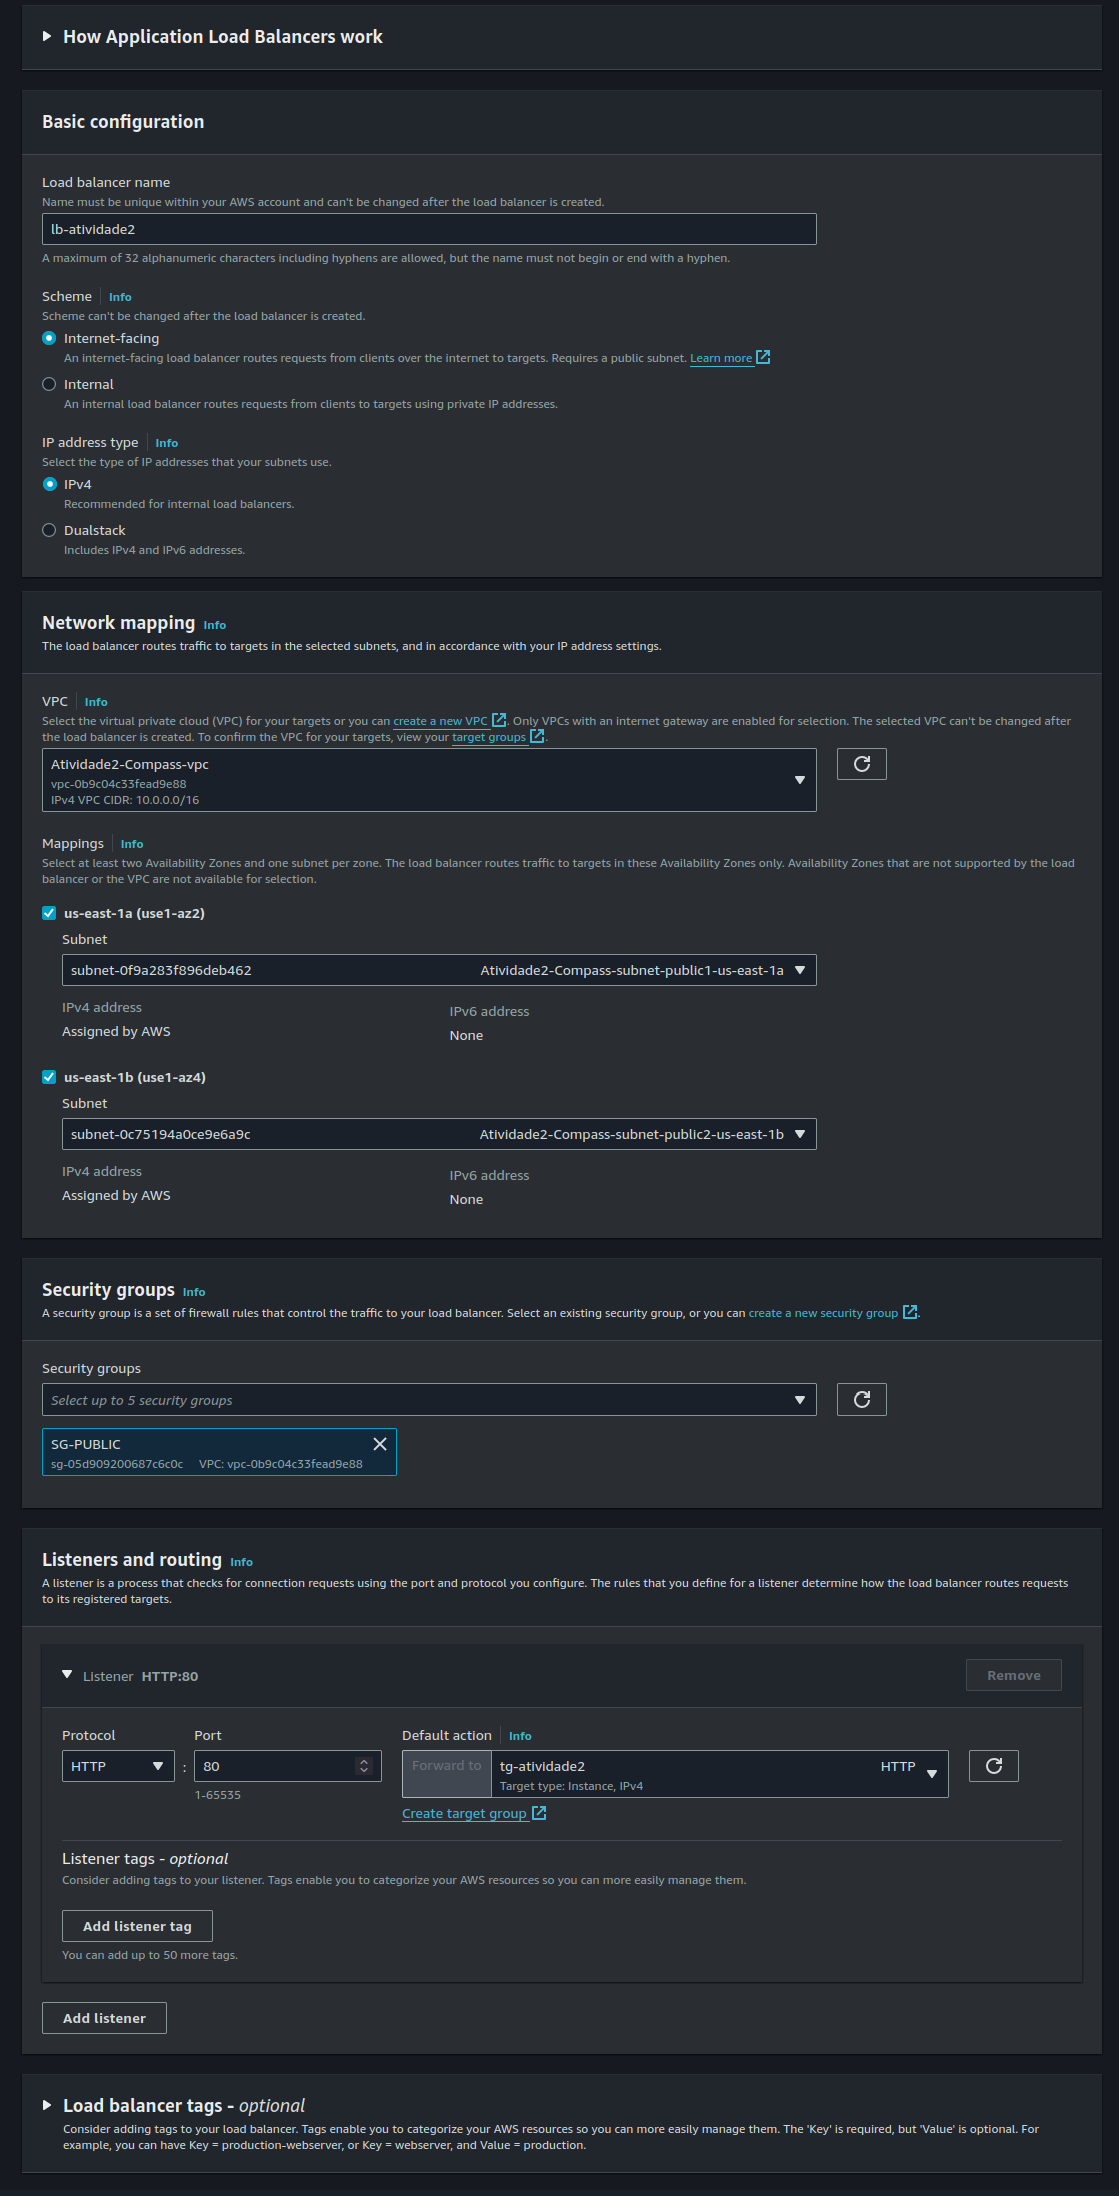 How Application Load Balancers work
Basic configuration
Load balancer name
Name must be unique within your AWS account and can't be changed after the load balancer is created.
lb-atividade2
A maximum of 32 alphanumeric characters including hyphens are allowed, but the name must not begin or end with a hyphen.
Scheme Info
Scheme can't be changed after the load balancer is created.
Internet-facing
An internet-facing load balancer routes requests from clients over the internet to targets. Requires a public subnet. Learn more
Internal
An internal load balancer routes requests from clients to targets using private IP addresses.
IP address type Info
Select the type of IP addresses that your subnets use.
IPv4
Recommended for internal load balancers.
Dualstack
Includes IPv4 and IPv6 addresses.
Network mapping Info
The load balancer routes traffic to targets in the selected subnets, and in accordance with your IP address settings.
VPC Info
Select the virtual private cloud (VPC) for your targets or you can create a new VPC. Only VPCs with an internet gateway are enabled for selection. The selected VPC can't be changed after
the load balancer is created. To confirm the VPC for your targets, view your target groups.
Atividade2-Compass-vpc
vpc-0b9c04c33fead9e88
IPv4 VPC CIDR: 10.0.0.0/16
Mappings Info
Select at least two Availability Zones and one subnet per zone. The load balancer routes traffic to targets in these Availability Zones only. Availability Zones that are not supported by the load
balancer or the VPC are not available for selection.
us-east-1a (use1-az2)
Subnet
subnet-0f9a283f896deb462 Atividade2-Compass-subnet-public1-us-east-1a
IPv4 address IPv6 address
Assigned by AWS None
us-east-1b (use1-az4)
Subnet
subnet-0c75194a0ce9e6a9c Atividade2-Compass-subnet-public2-us-east-1b
IPv4 address IPv6 address
Assigned by AWS None
Security groups Info
A security group is a set of firewall rules that control the traffic to your load balancer. Select an existing security group, or you can create a new security group.
Security groups
Select up to 5 security groups
SG-PUBLIC
sg-05d909200687c6c0c VPC: vpc-0b9c04c33fead9e88
Listeners and routing Info
A listener is a process that checks for connection requests using the port and protocol you configure. The rules that you define for a listener determine how the load balancer routes requests
to its registered targets.
Listener HTTP:80 Remove
Protocol Port Default action Info
HTTP : 80 Forward to tg-atividade2 HTTP
Target type: Instance, IPv4
1-65535
Create target group
Listener tags - optional
Consider adding tags to your listener. Tags enable you to categorize your AWS resources so you can more easily manage them.
Add listener tag
You can add up to 50 more tags.
Add listener
Load balancer tags - optional
Consider adding tags to your load balancer. Tags enable you to categorize your AWS resources so you can more easily manage them. The 'Key' is required, but 'Value' is optional. For
example, you can have Key = production-webserver, or Key = webserver, and Value = production.